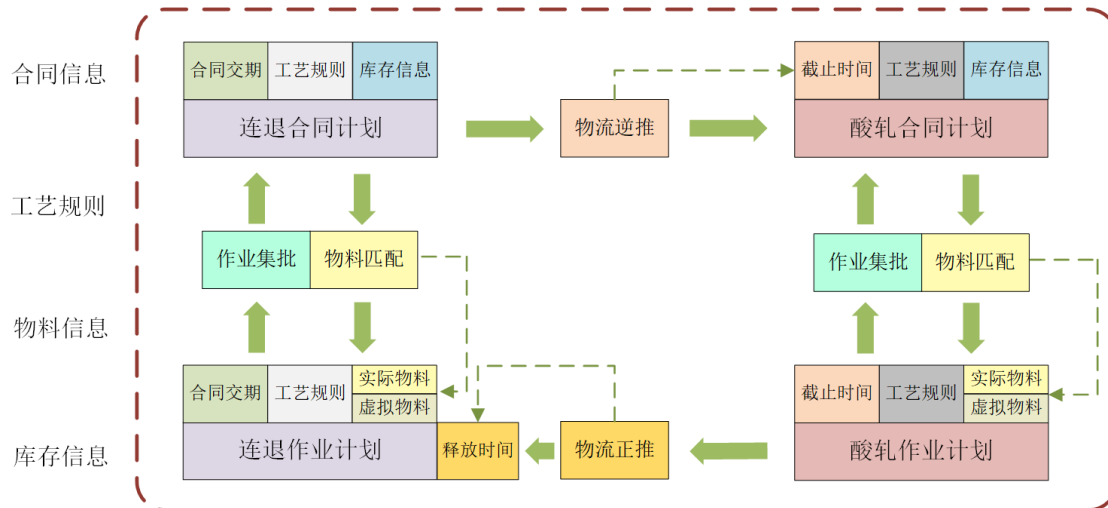 合同信息
工艺规则
物料信息
库存信息
合同交期 工艺规则 库存信息
连退合同计划
物流逆推
截止时间 工艺规则 库存信息
酸轧合同计划
作业集批 物料匹配
作业集批 物料匹配
合同交期 工艺规则 实际物料
虚拟物料
连退作业计划 释放时间
物流正推
截止时间 工艺规则 实际物料
虚拟物料
酸轧作业计划